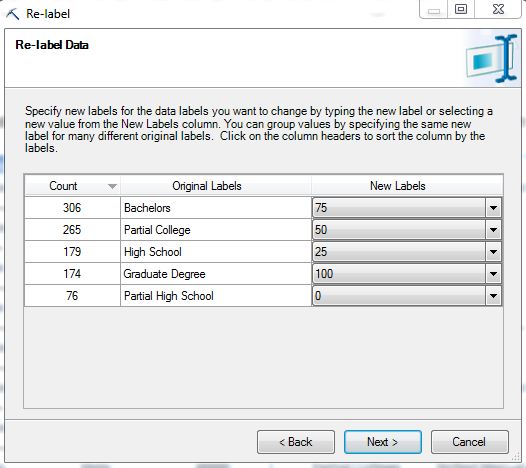 Re-label
Re-label Data
Specify new labels for the data labels you want to change by typing the new label or selecting a
new value from the New Labels column. You can group values by specifying the same new
label for many different original labels. Click on the column headers to sort the column by the
labels.
Count Original Labels New Labels
306 Bachelors 75
265 Partial College 50
179 High School 25
174 Graduate Degree 100
76 Partial High School 0
< Back Next > Cancel